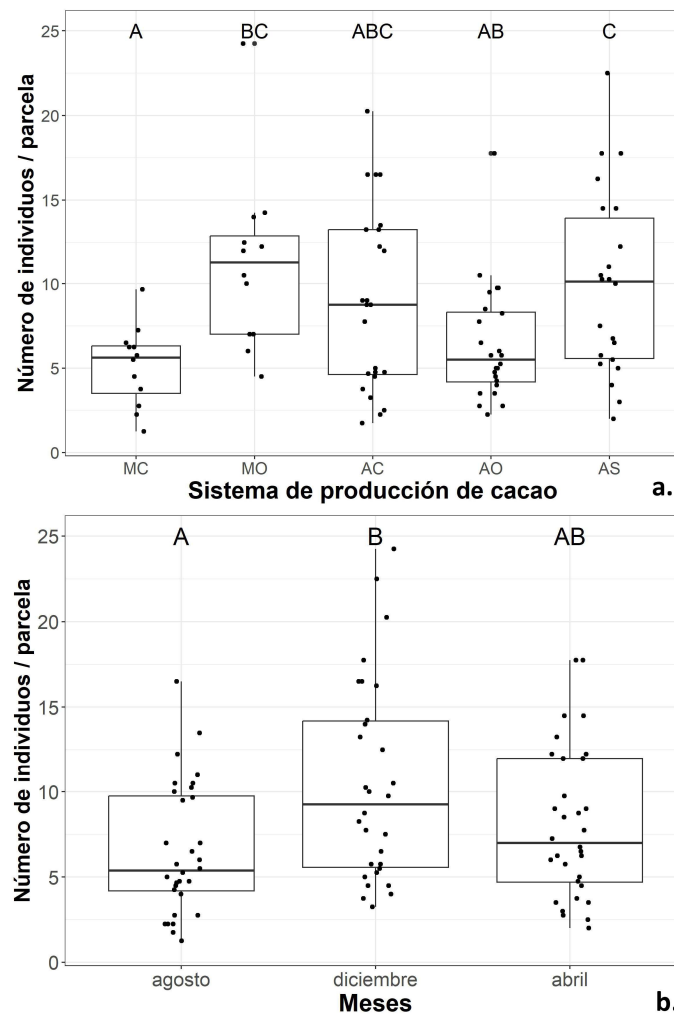 A BC ABC AB C
25
20
15
10
5
0
Número de individuos / parcela
MC MO AC AO AS
Sistema de producción de cacao a.
A B AB
25
20
15
10
5
0
Número de individuos / parcela
agosto diciembre abril
Meses b.